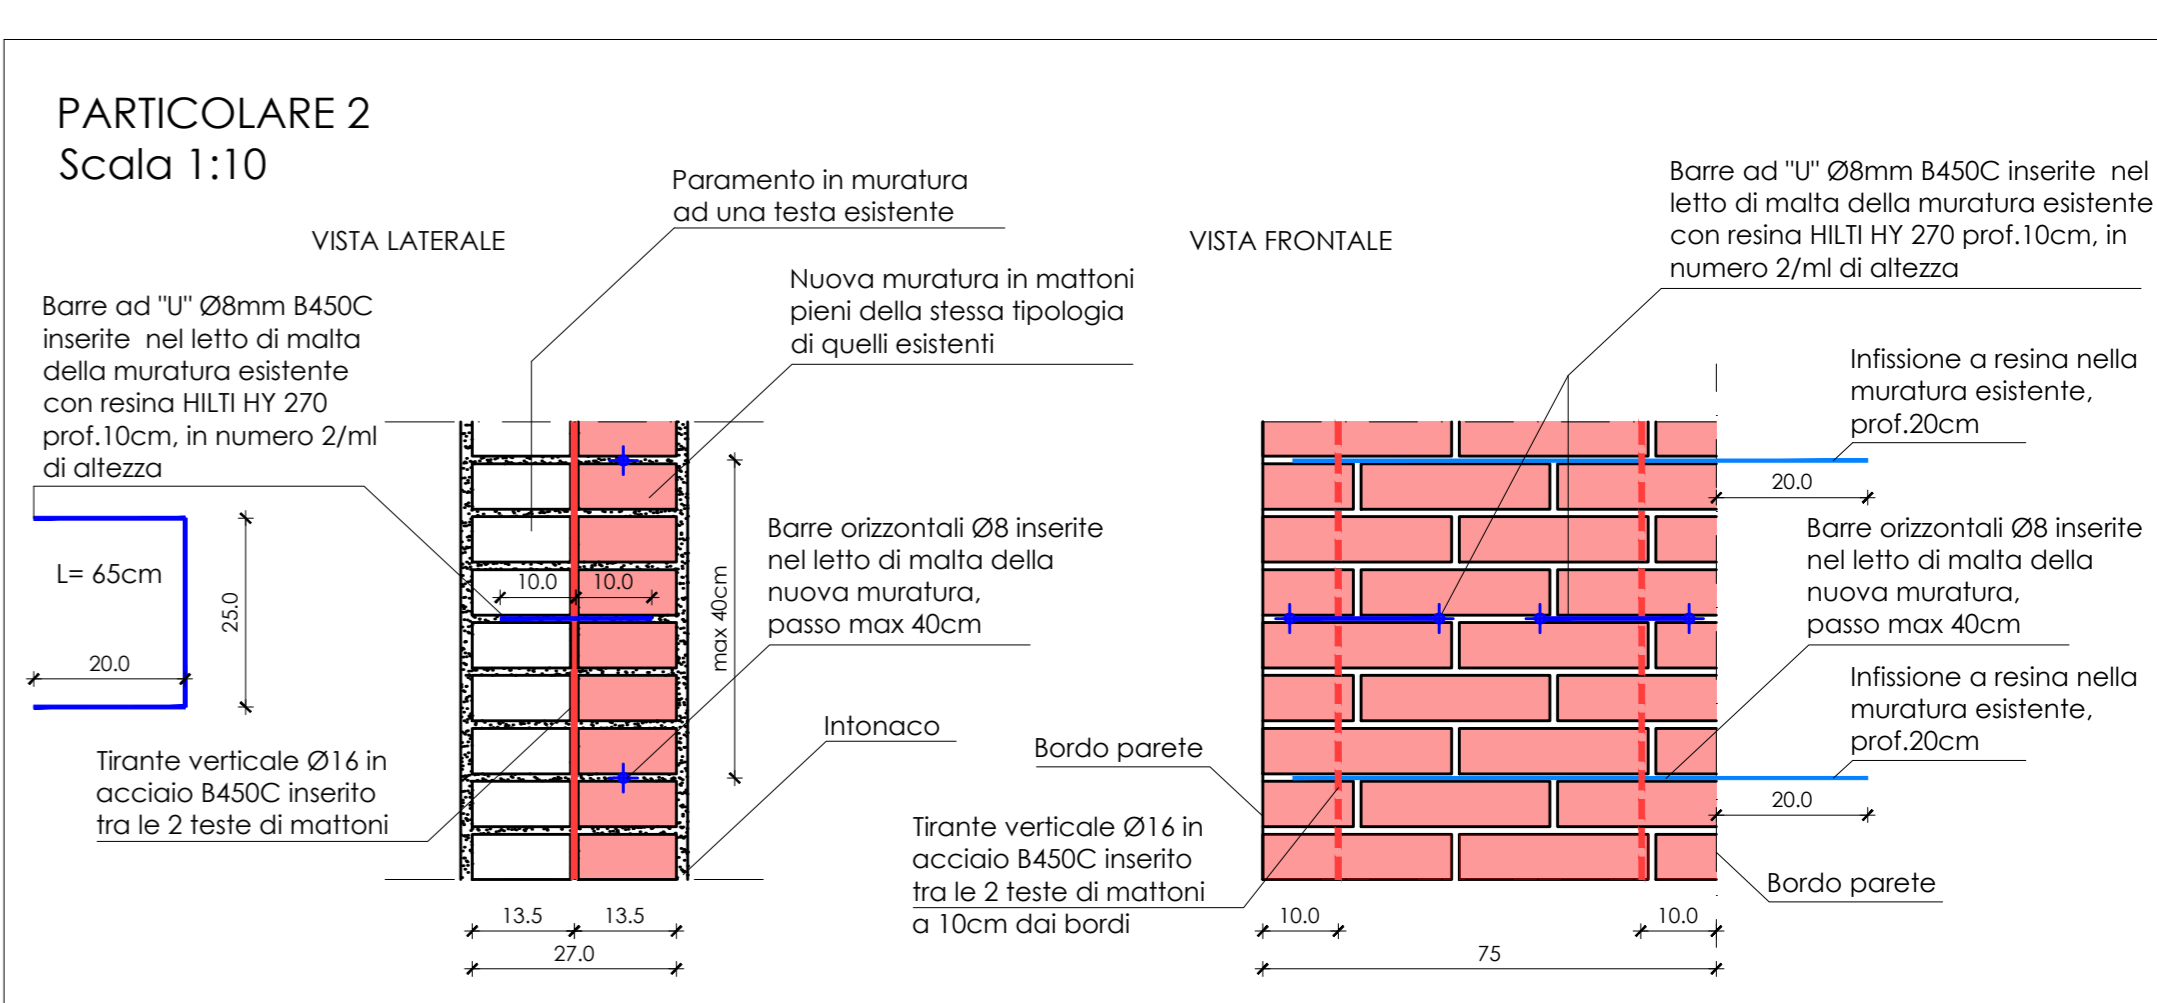 PARTICOLARE 2
Scala 1:10
VISTA LATERALE
Barre ad "U" Ø8mm B450C
inserite nel letto di malta
della muratura esistente
con resina HILTI HY 270
prof.10cm, in numero 2/ml
di altezza
L= 65cm
25.0
20.0
Tirante verticale Ø16 in
acciaio B450C inserito
tra le 2 teste di mattoni
Paramento in muratura
ad una testa esistente
Nuova muratura in mattoni
pieni della stessa tipologia
di quelli esistenti
10.0
10.0
max 40cm
Barre orizzontali Ø8 inserite
nel letto di malta della
nuova muratura,
passo max 40cm
Intonaco
13.5
13.5
27.0
VISTA FRONTALE
Barre ad "U" Ø8mm B450C inserite nel
letto di malta della muratura esistente
con resina HILTI HY 270 prof.10cm, in
numero 2/ml di altezza
Infissione a resina nella
muratura esistente,
prof.20cm
20.0
Barre orizzontali Ø8 inserite
nel letto di malta della
nuova muratura,
passo max 40cm
Infissione a resina nella
muratura esistente,
prof.20cm
20.0
Bordo parete
Tirante verticale Ø16 in
acciaio B450C inserito
tra le 2 teste di mattoni
a 10cm dai bordi
Bordo parete
10.0
10.0
75